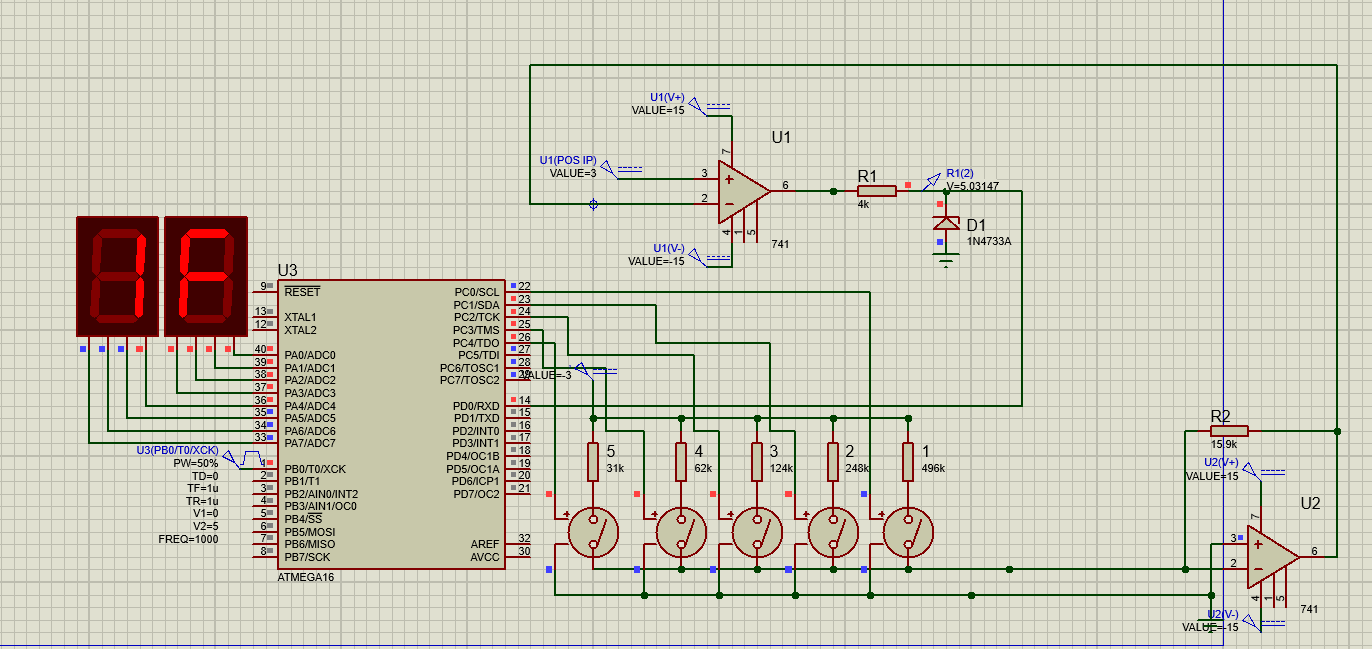 U1(V+)
VALUE=15
U1
7
U1(POS IP)
VALUE=3
3
2
6
4
1
5
741
U1(V-)
VALUE=-15
R1
4k
R1(2)
V=5.03147
D1
1N4733A
U3
9 RESET
13 XTAL1
12 XTAL2
40 PA0/ADC0
39 PA1/ADC1
38 PA2/ADC2
37 PA3/ADC3
36 PA4/ADC4
35 PA5/ADC5
34 PA6/ADC6
33 PA7/ADC7
1 PB0/T0/XCK
2 PB1/T1
3 PB2/AIN0/INT2
4 PB3/AIN1/OC0
5 PB4/SS
6 PB5/MOSI
7 PB6/MISO
8 PB7/SCK
PC0/SCL 22
PC1/SDA 23
PC2/TCK 24
PC3/TMS 25
PC4/TDO 26
PC5/TDI 27
PC6/TOSC1 28
PC7/TOSC2 29
PD0/RXD 14
PD1/TXD 15
PD2/INT0 16
PD3/INT1 17
PD4/OC1B 18
PD5/OC1A 19
PD6/ICP1 20
PD7/OC2 21
AREF 32
AVCC 30
ATMEGA16
U3(PB0/T0/XCK)
PW=50%
TD=0
TF=1u
TR=1u
V1=0
V2=5
FREQ=1000
VALUE=-3
5
31k
4
62k
3
124k
2
248k
1
496k
R2
15.9k
U2(V+)
VALUE=15
U2
7
3
2
6
4
1
5
741
U2(V-)
VALUE=-15